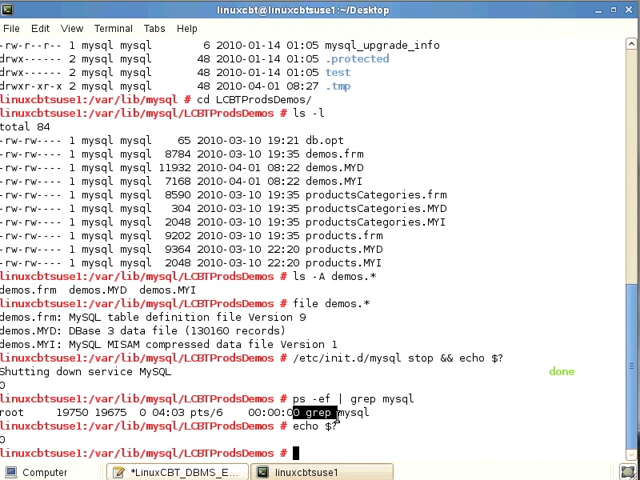 linuxcbt@linuxcbtsuse1:~/Desktop
File Edit View Terminal Tabs Help
-rw-r--r-- 1 mysql mysql 6 2010-01-14 01:05 mysql_upgrade_info
drwx------ 2 mysql mysql 48 2010-01-14 01:05 .protected
drwx------ 2 mysql mysql 48 2010-01-14 01:05 test
drwxr-xr-x 2 mysql mysql 48 2010-04-01 08:27 .tmp
linuxcbtsuse1:/var/lib/mysql # cd LCBTProdsDemos/
linuxcbtsuse1:/var/lib/mysql/LCBTProdsDemos # ls -l
total 84
-rw-rw---- 1 mysql mysql 65 2010-03-10 19:21 db.opt
-rw-rw---- 1 mysql mysql 8784 2010-03-10 19:35 demos.frm
-rw-rw---- 1 mysql mysql 11932 2010-04-01 08:22 demos.MYD
-rw-rw---- 1 mysql mysql 7168 2010-04-01 08:22 demos.MYI
-rw-rw---- 1 mysql mysql 8590 2010-03-10 19:35 productsCategories.frm
-rw-rw---- 1 mysql mysql 304 2010-03-10 19:35 productsCategories.MYD
-rw-rw---- 1 mysql mysql 2048 2010-03-10 19:35 productsCategories.MYI
-rw-rw---- 1 mysql mysql 9202 2010-03-10 19:35 products.frm
-rw-rw---- 1 mysql mysql 9364 2010-03-10 22:20 products.MYD
-rw-rw---- 1 mysql mysql 2048 2010-03-10 22:20 products.MYI
linuxcbtsuse1:/var/lib/mysql/LCBTProdsDemos # ls -A demos.*
demos.frm demos.MYD demos.MYI
linuxcbtsuse1:/var/lib/mysql/LCBTProdsDemos # file demos.*
demos.frm: MySQL table definition file Version 9
demos.MYD: DBase 3 data file (130160 records)
demos.MYI: MySQL MISAM compressed data file Version 1
linuxcbtsuse1:/var/lib/mysql/LCBTProdsDemos # /etc/init.d/mysql stop && echo $?
Shutting down service MySQL done
0
linuxcbtsuse1:/var/lib/mysql/LCBTProdsDemos # ps -ef | grep mysql
root 19750 19675 0 04:03 pts/6 00:00:00 grep mysql
linuxcbtsuse1:/var/lib/mysql/LCBTProdsDemos # echo $?
0
linuxcbtsuse1:/var/lib/mysql/LCBTProdsDemos #
Computer *LinuxCBT_DBMS_E... linuxcbtsuse1